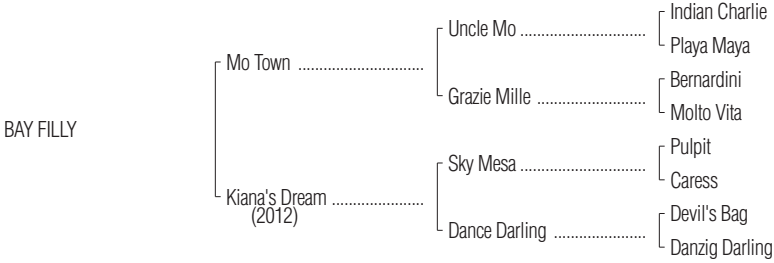 Indian Charlie
Uncle Mo ..............................
Playa Maya
Mo Town ..............................
Bernardini
Grazie Mille ..........................
Molto Vita
BAY FILLY
Pulpit
Sky Mesa ..............................
Caress
Kiana's Dream ......................
(2012)
Devil's Bag
Dance Darling ......................
Danzig Darling